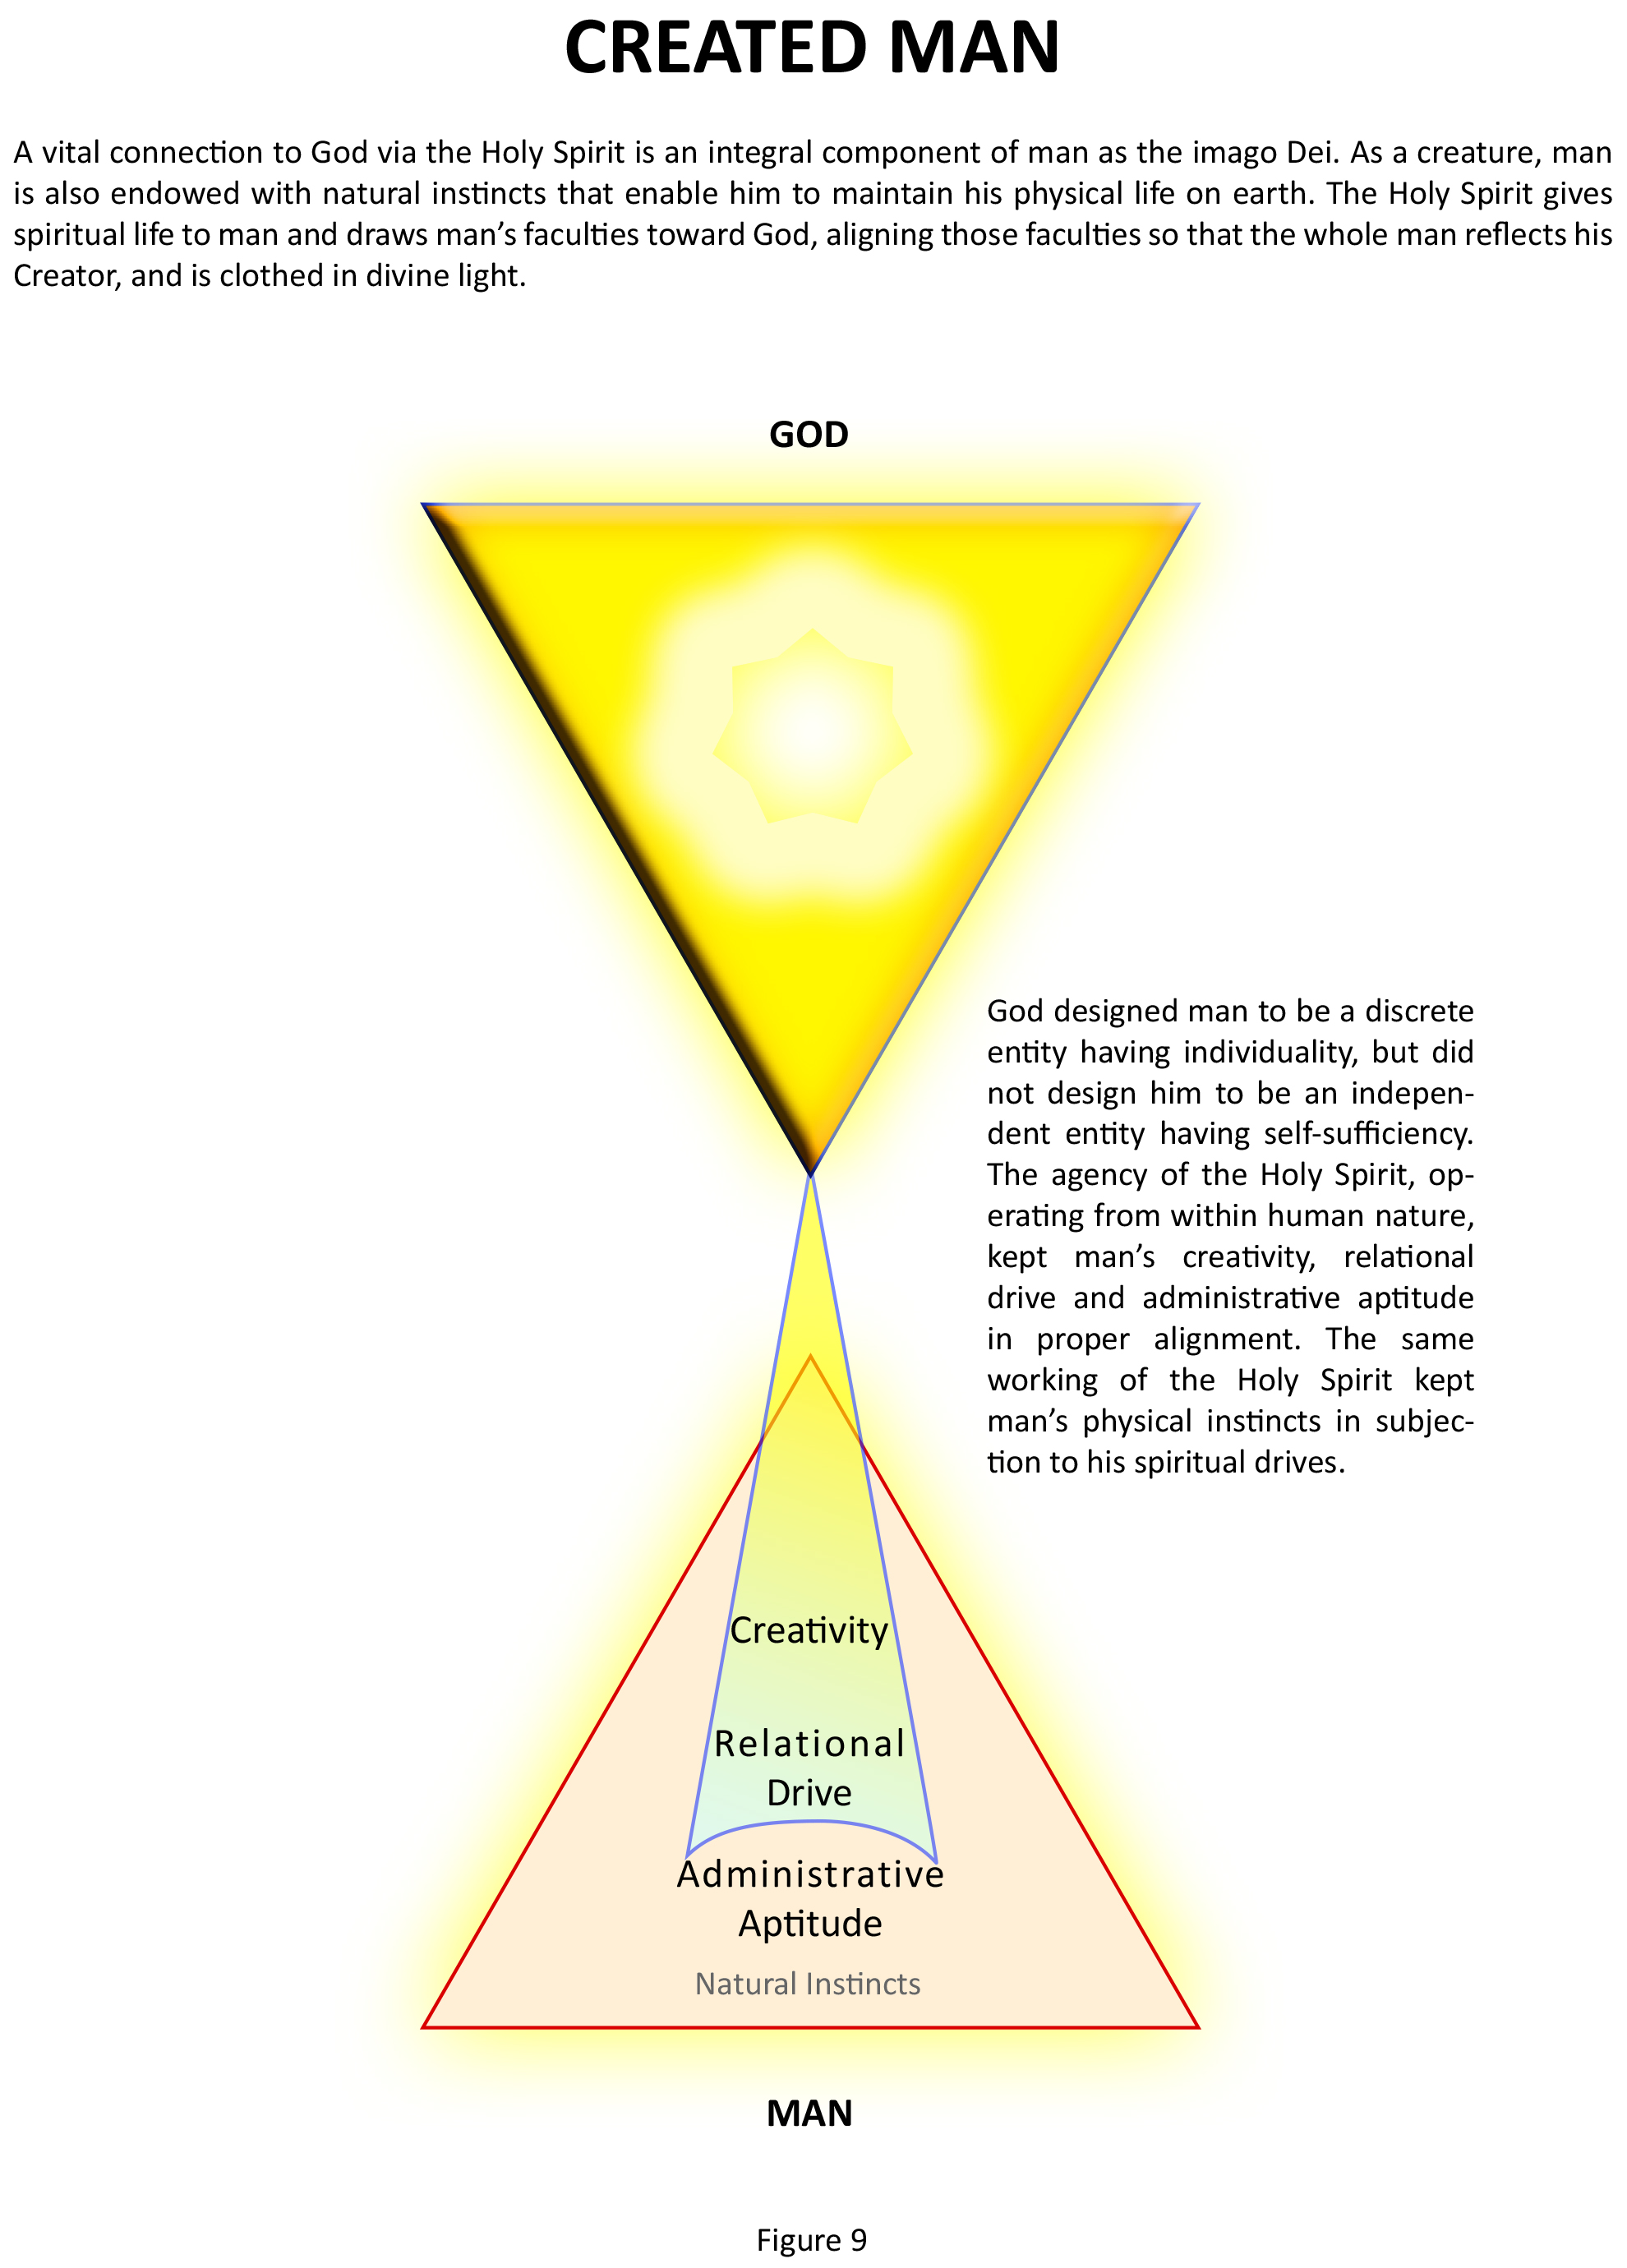 CREATED MAN
A vital connection to God via the Holy Spirit is an integral component of man as the imago Dei. As a creature, man
is also endowed with natural instincts that enable him to maintain his physical life on earth. The Holy Spirit gives
spiritual life to man and draws man’s faculties toward God, aligning those faculties so that the whole man reflects his
Creator, and is clothed in divine light.
GOD
God designed man to be a discrete
entity having individuality, but did
not design him to be an indepen-
dent entity having self-sufficiency.
The agency of the Holy Spirit, op-
erating from within human nature,
kept man’s creativity, relational
drive and administrative aptitude
in proper alignment. The same
working of the Holy Spirit kept
man’s physical instincts in subjec-
tion to his spiritual drives.
Creativity
Relational
Drive
Administrative
Aptitude
Natural Instincts
MAN
Figure 9